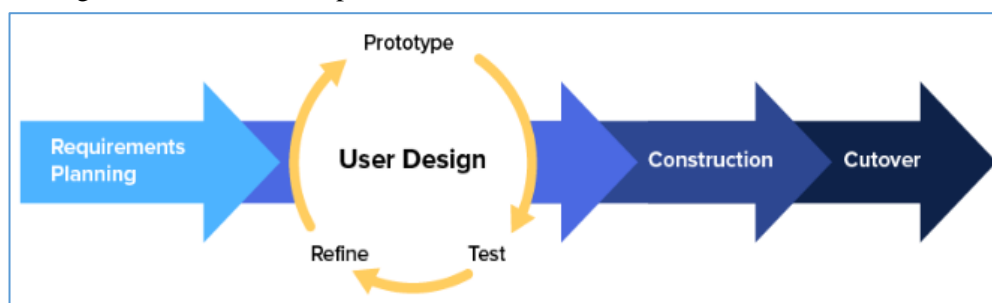 Prototype
Requirements
Planning
User Design
Construction
Cutover
Refine
Test